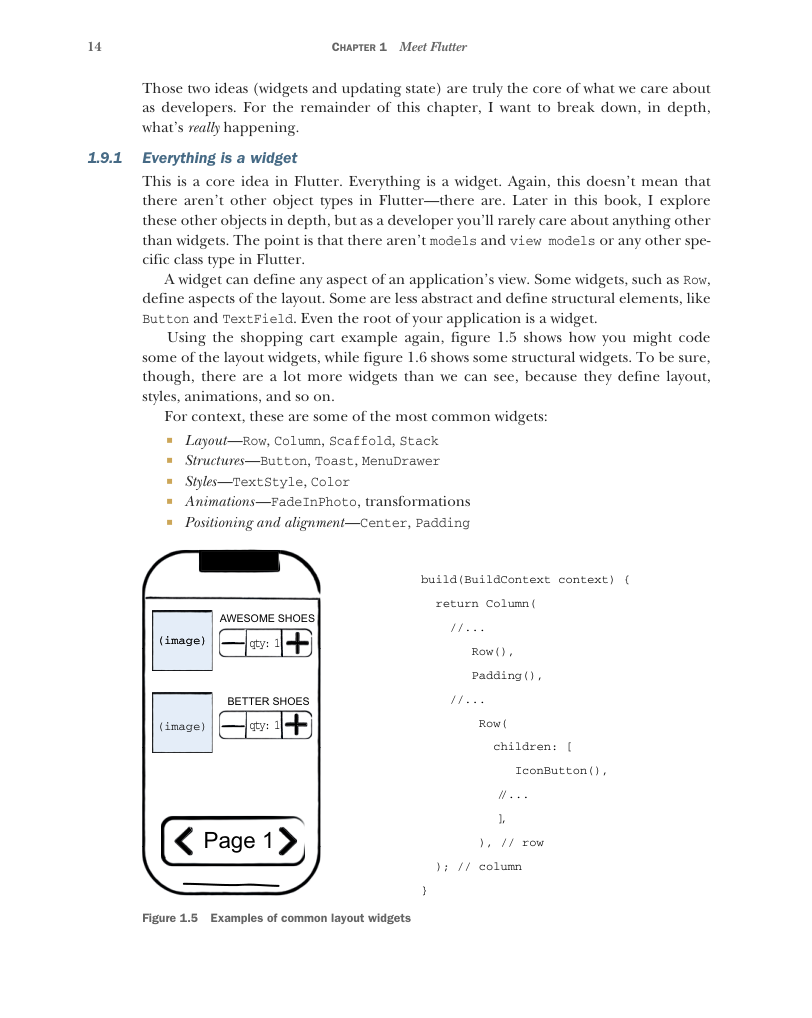 14
CHAPTER 1 Meet Flutter
Those two ideas (widgets and updating state) are truly the core of what we care about
as developers. For the remainder of this chapter, I want to break down, in depth,
what's really happening.
1.9.1 Everything is a widget
This is a core idea in Flutter. Everything is a widget. Again, this doesn't mean that
there aren't other object types in Flutter—there are. Later in this book, I explore
these other objects in depth, but as a developer you'll rarely care about anything other
than widgets. The point is that there aren't models and view models or any other spe-
cific class type in Flutter.
A widget can define any aspect of an application's view. Some widgets, such as Row,
define aspects of the layout. Some are less abstract and define structural elements, like
Button and TextField. Even the root of your application is a widget.
Using the shopping cart example again, figure 1.5 shows how you might code
some of the layout widgets, while figure 1.6 shows some structural widgets. To be sure,
though, there are a lot more widgets than we can see, because they define layout,
styles, animations, and so on.
For context, these are some of the most common widgets:
■ Layout—Row, Column, Scaffold, Stack
■ Structures—Button, Toast, MenuDrawer
■ Styles—TextStyle, Color
■ Animations—FadeInPhoto, transformations
■ Positioning and alignment—Center, Padding
(image)
AWESOME SHOES
qty: 1
(image)
BETTER SHOES
qty: 1
Page 1
build(BuildContext context) {
return Column(
//...
Row(),
Padding(),
//...
Row(
children: [
IconButton(),
//...
],
), // row
); // column
}
Figure 1.5 Examples of common layout widgets